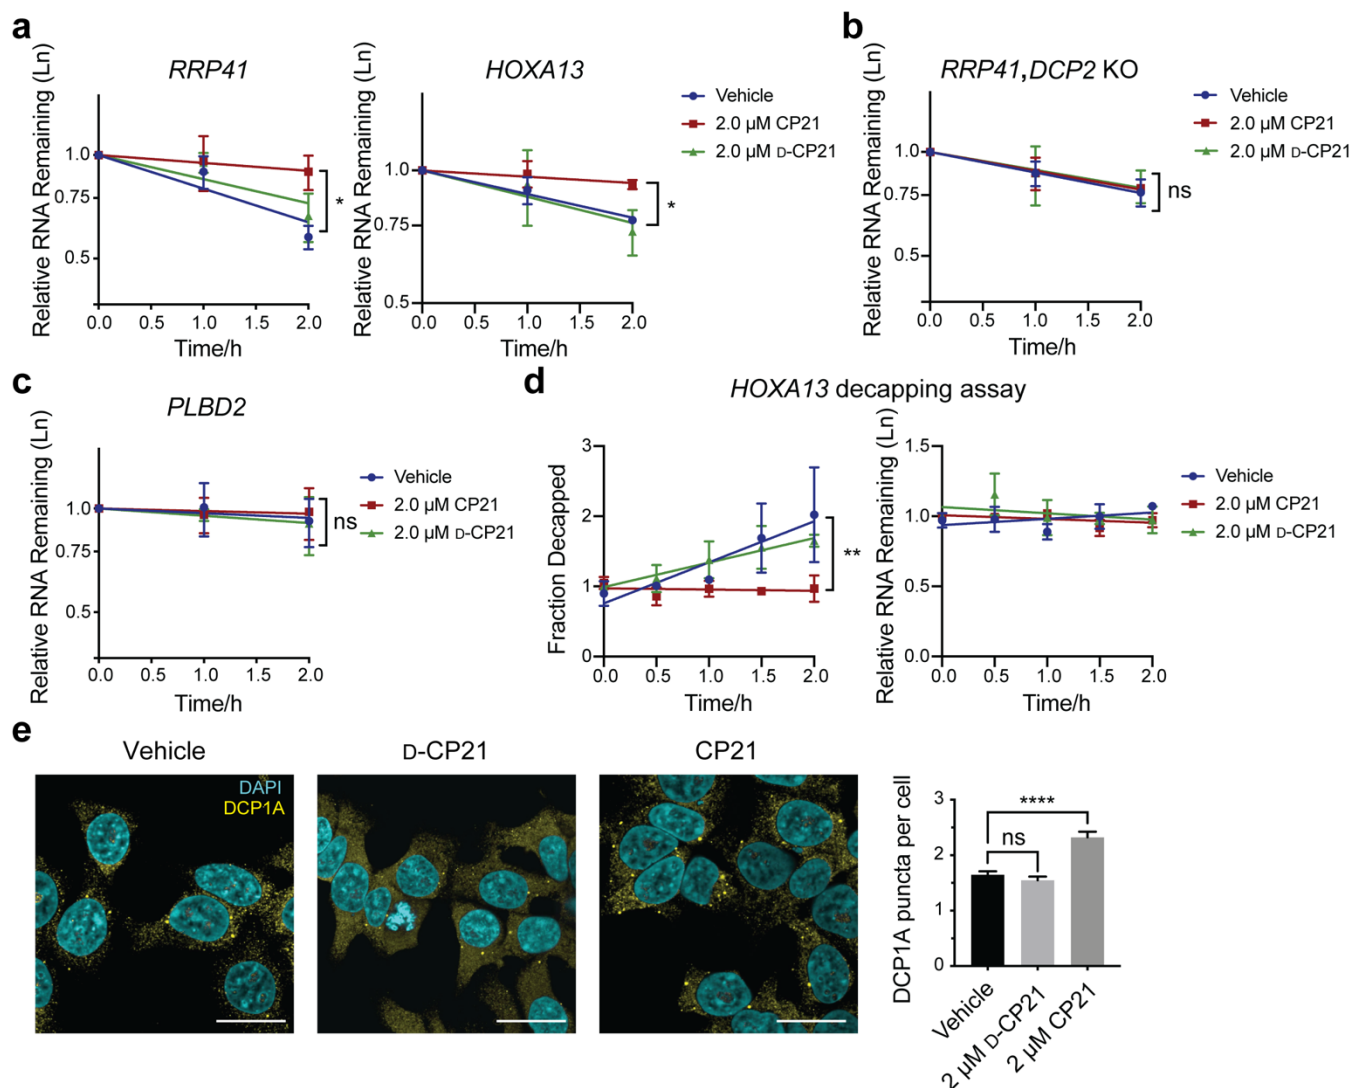 a
RRP41
Relative RNA Remaining (Ln)
1.0
0.75
0.5
0.0 0.5 1.0 1.5 2.0
Time/h
*
HOXA13
Relative RNA Remaining (Ln)
1.0
0.75
0.5
0.0 0.5 1.0 1.5 2.0
Time/h
*
Vehicle
2.0 µM CP21
2.0 µM D-CP21
b
RRP41,DCP2 KO
Relative RNA Remaining (Ln)
1.0
0.75
0.5
0.0 0.5 1.0 1.5 2.0
Time/h
ns
Vehicle
2.0 µM CP21
2.0 µM D-CP21
c
PLBD2
Relative RNA Remaining (Ln)
1.0
0.75
0.5
0.0 0.5 1.0 1.5 2.0
Time/h
ns
Vehicle
2.0 µM CP21
2.0 µM D-CP21
d
HOXA13 decapping assay
Fraction Decapped
3
2
1
0
0.0 0.5 1.0 1.5 2.0
Time/h
**
Relative RNA Remaining (Ln)
1.5
1.0
0.5
0.0
0.0 0.5 1.0 1.5 2.0
Time/h
Vehicle
2.0 µM CP21
2.0 µM D-CP21
e
Vehicle
DAPI
DCP1A
D-CP21
CP21
DCP1A puncta per cell
3
2
1
0
****
ns
Vehicle
2 µM D-CP21
2 µM CP21